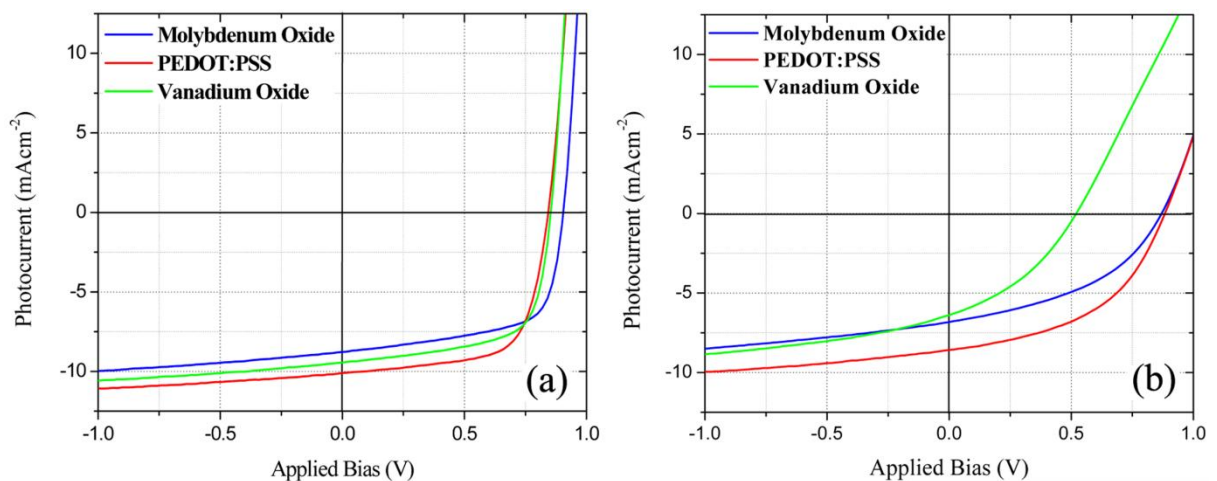 Molybdenum Oxide
PEDOT:PSS
Vanadium Oxide
10
5
0
-5
-10
-1.0
-0.5
0.0
0.5
1.0
Photocurrent (mAcm⁻²)
Applied Bias (V)
(a)
Molybdenum Oxide
PEDOT:PSS
Vanadium Oxide
10
5
0
-5
-10
-1.0
-0.5
0.0
0.5
1.0
Photocurrent (mAcm⁻²)
Applied Bias (V)
(b)